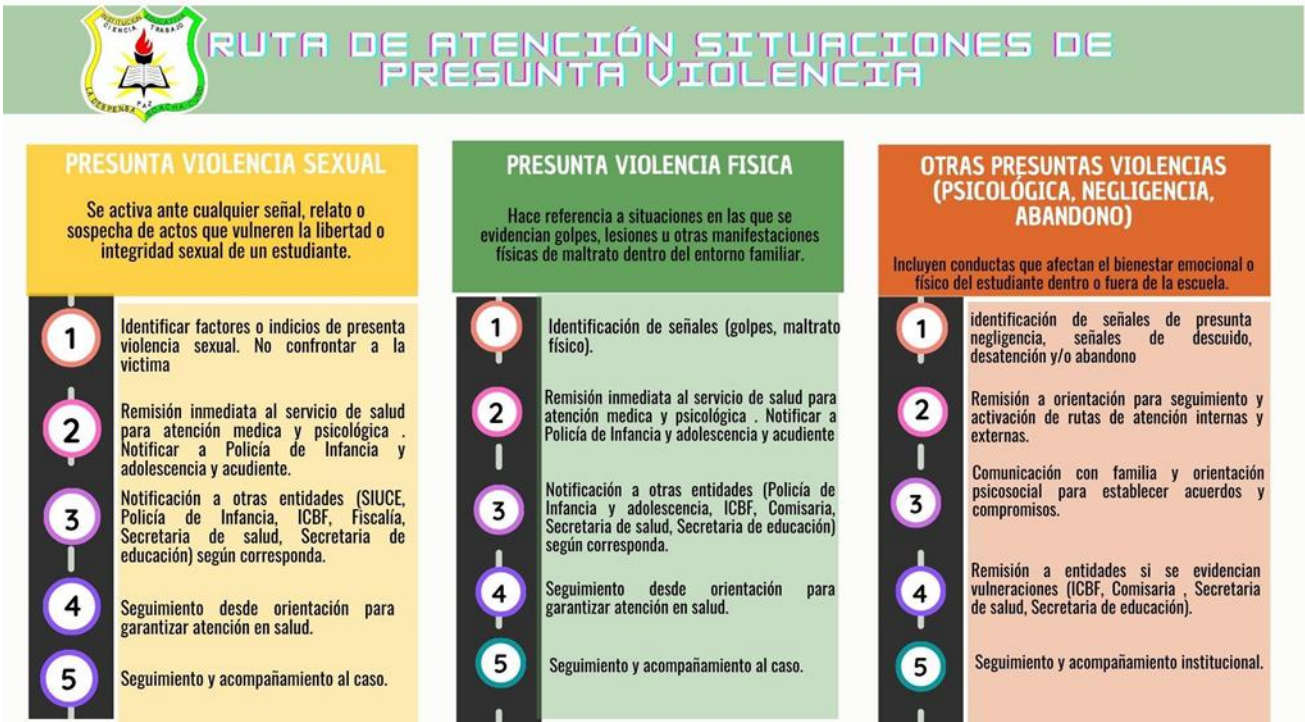 INSTITUCIÓN EDUCATIVA
CIENCIA TRABAJO
PAZ
LA DESPENSA SOACHA CUND
RUTA DE ATENCIÓN SITUACIONES DE
PRESUNTA VIOLENCIA
PRESUNTA VIOLENCIA SEXUAL
Se activa ante cualquier señal, relato o
sospecha de actos que vulneren la libertad o
integridad sexual de un estudiante.
1
Identificar factores o indicios de presenta
violencia sexual. No confrontar a la
victima
2
Remisión inmediata al servicio de salud
para atención medica y psicológica .
Notificar a Policía de Infancia y
adolescencia y acudiente.
3
Notificación a otras entidades (SIUCE,
Policía de Infancia, ICBF, Fiscalía,
Secretaria de salud, Secretaria de
educación) según corresponda.
4
Seguimiento desde orientación para
garantizar atención en salud.
5
Seguimiento y acompañamiento al caso.
PRESUNTA VIOLENCIA FISICA
Hace referencia a situaciones en las que se
evidencian golpes, lesiones u otras manifestaciones
físicas de maltrato dentro del entorno familiar.
1
Identificación de señales (golpes, maltrato
físico).
2
Remisión inmediata al servicio de salud para
atención medica y psicológica . Notificar a
Policía de Infancia y adolescencia y acudiente
3
Notificación a otras entidades (Policía de
Infancia y adolescencia, ICBF, Comisaria,
Secretaria de salud, Secretaria de educación)
según corresponda.
4
Seguimiento desde orientación para
garantizar atención en salud.
5
Seguimiento y acompañamiento al caso.
OTRAS PRESUNTAS VIOLENCIAS
(PSICOLÓGICA, NEGLIGENCIA,
ABANDONO)
Incluyen conductas que afectan el bienestar emocional o
físico del estudiante dentro o fuera de la escuela.
1
identificación de señales de presunta
negligencia, señales de descuido,
desatención y/o abandono
2
Remisión a orientación para seguimiento y
activación de rutas de atención internas y
externas.
3
Comunicación con familia y orientación
psicosocial para establecer acuerdos y
compromisos.
4
Remisión a entidades si se evidencian
vulneraciones (ICBF, Comisaria , Secretaria
de salud, Secretaria de educación).
5
Seguimiento y acompañamiento institucional.